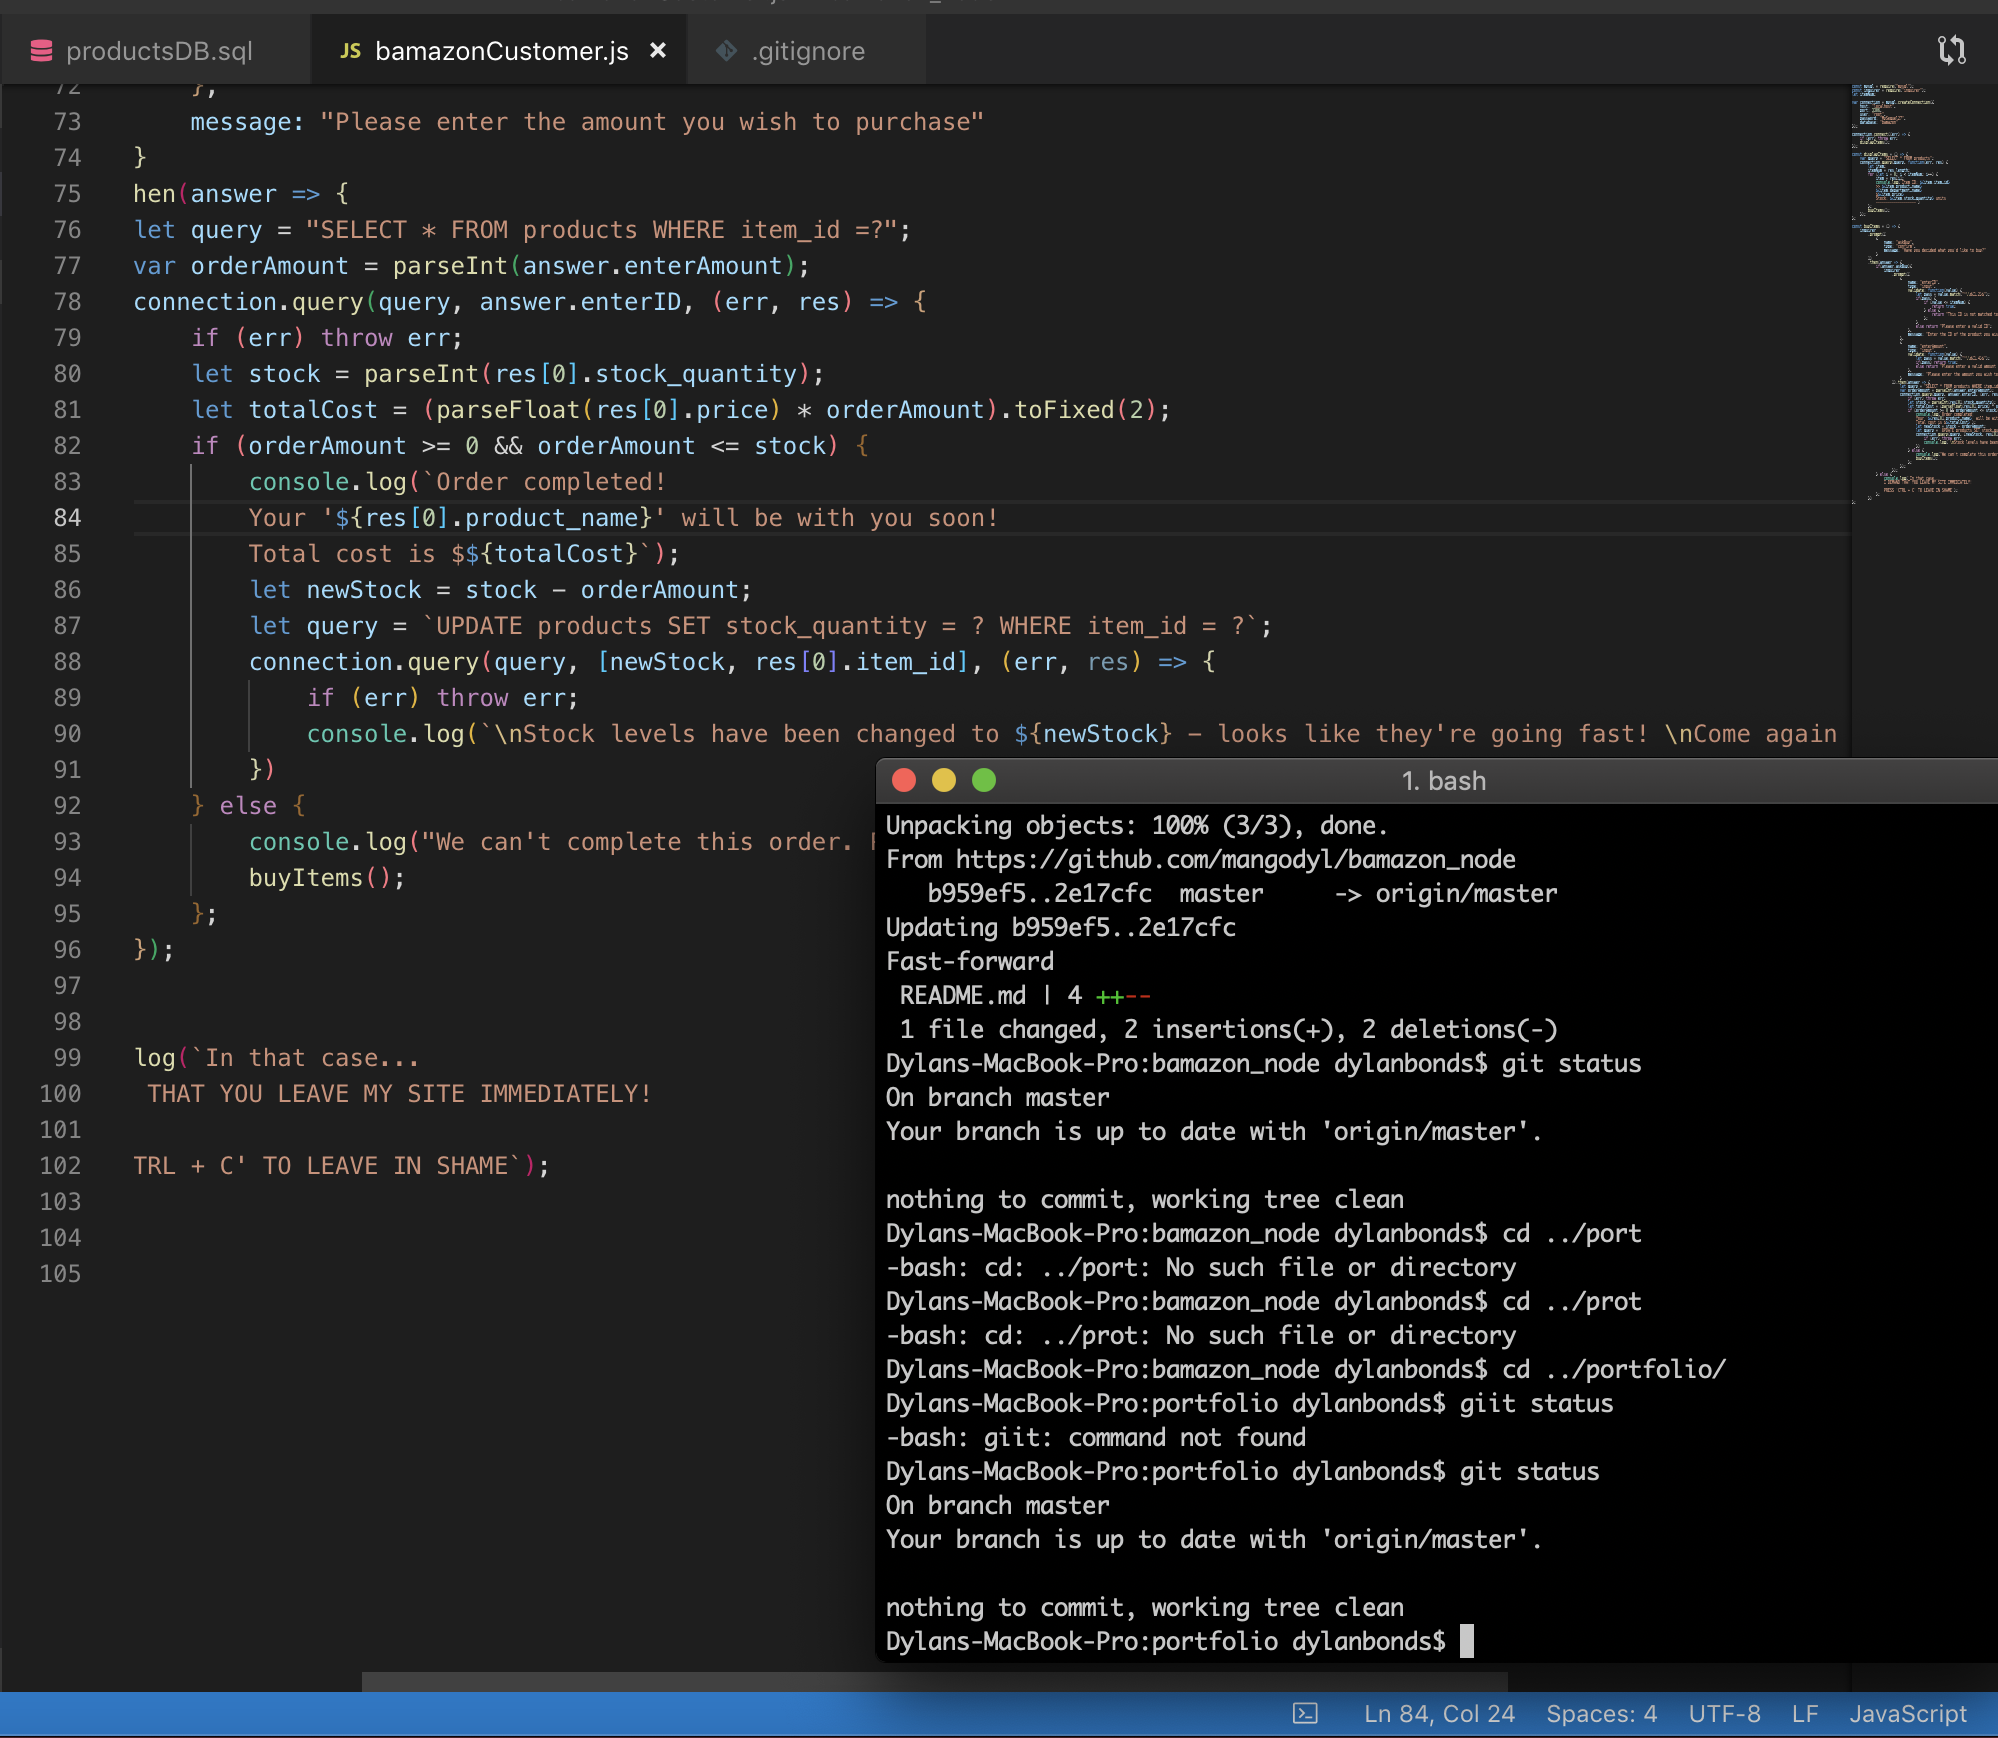 productsDB.sql
JS bamazonCustomer.js ×
.gitignore
72 },
73 message: "Please enter the amount you wish to purchase"
74 }
75 hen(answer => {
76 let query = "SELECT * FROM products WHERE item_id =?";
77 var orderAmount = parseInt(answer.enterAmount);
78 connection.query(query, answer.enterID, (err, res) => {
79 if (err) throw err;
80 let stock = parseInt(res[0].stock_quantity);
81 let totalCost = (parseFloat(res[0].price) * orderAmount).toFixed(2);
82 if (orderAmount >= 0 && orderAmount <= stock) {
83 console.log(`Order completed!
84 Your '${res[0].product_name}' will be with you soon!
85 Total cost is $${totalCost}`);
86 let newStock = stock - orderAmount;
87 let query = `UPDATE products SET stock_quantity = ? WHERE item_id = ?`;
88 connection.query(query, [newStock, res[0].item_id], (err, res) => {
89 if (err) throw err;
90 console.log(`\nStock levels have been changed to ${newStock} - looks like they're going fast! \nCome again
91 })
92 } else {
93 console.log("We can't complete this order.
94 buyItems();
95 };
96 });
97
98
99 log(`In that case...
100 THAT YOU LEAVE MY SITE IMMEDIATELY!
101
102 TRL + C' TO LEAVE IN SHAME`);
103
104
105
1. bash
Unpacking objects: 100% (3/3), done.
From https://github.com/mangodyl/bamazon_node
b959ef5..2e17cfc master -> origin/master
Updating b959ef5..2e17cfc
Fast-forward
README.md | 4 ++--
1 file changed, 2 insertions(+), 2 deletions(-)
Dylans-MacBook-Pro:bamazon_node dylanbonds$ git status
On branch master
Your branch is up to date with 'origin/master'.

nothing to commit, working tree clean
Dylans-MacBook-Pro:bamazon_node dylanbonds$ cd ../port
-bash: cd: ../port: No such file or directory
Dylans-MacBook-Pro:bamazon_node dylanbonds$ cd ../prot
-bash: cd: ../prot: No such file or directory
Dylans-MacBook-Pro:bamazon_node dylanbonds$ cd ../portfolio/
Dylans-MacBook-Pro:portfolio dylanbonds$ giit status
-bash: giit: command not found
Dylans-MacBook-Pro:portfolio dylanbonds$ git status
On branch master
Your branch is up to date with 'origin/master'.

nothing to commit, working tree clean
Dylans-MacBook-Pro:portfolio dylanbonds$
Ln 84, Col 24 Spaces: 4 UTF-8 LF JavaScript